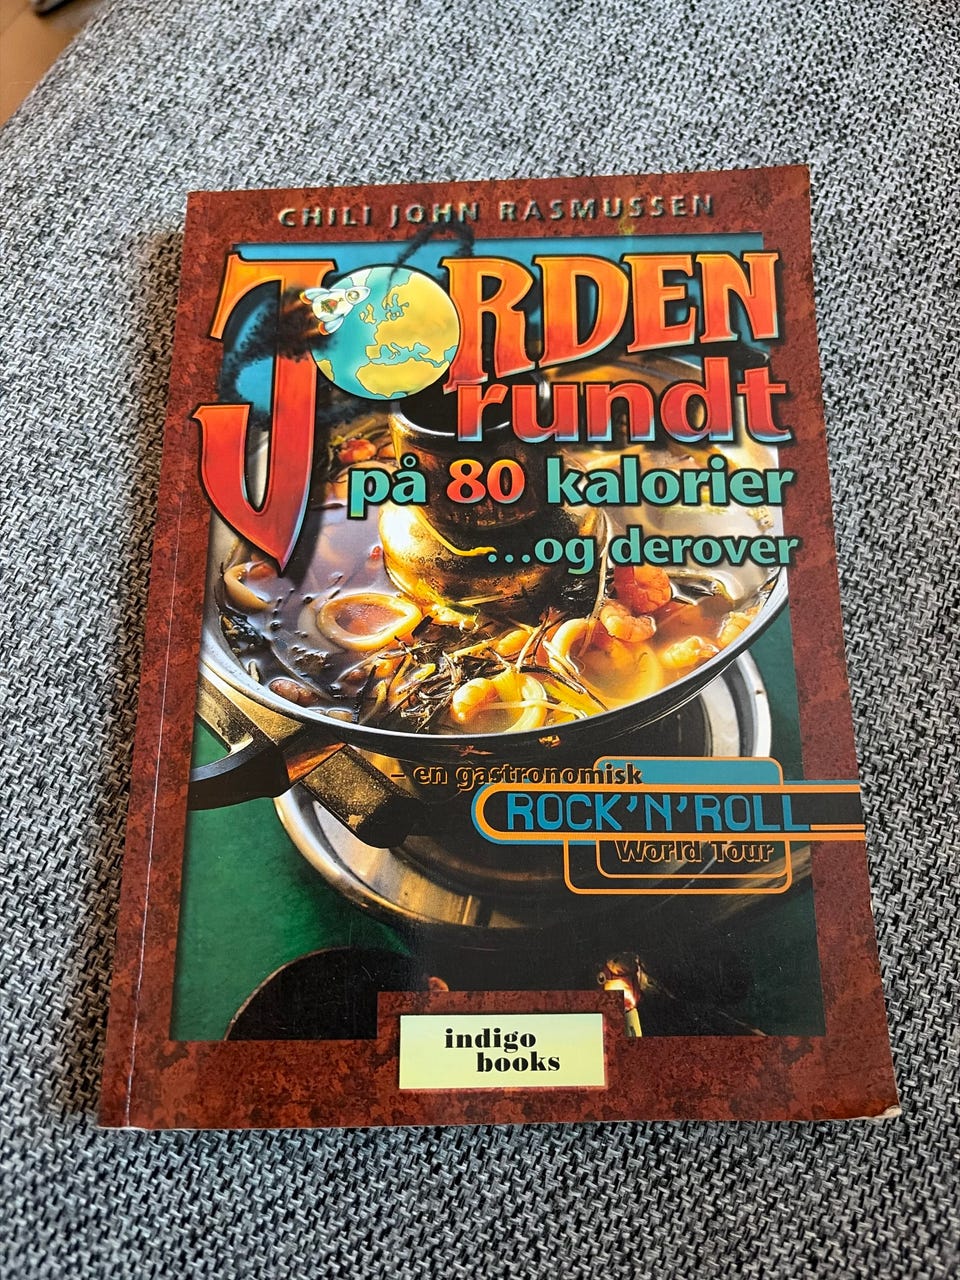 CHILI JOHN RASMUSSEN
JORDEN
rundt
på 80 kalorier
...og derover
- en gastronomisk
ROCK'N'ROLL
World Tour
indigo
books